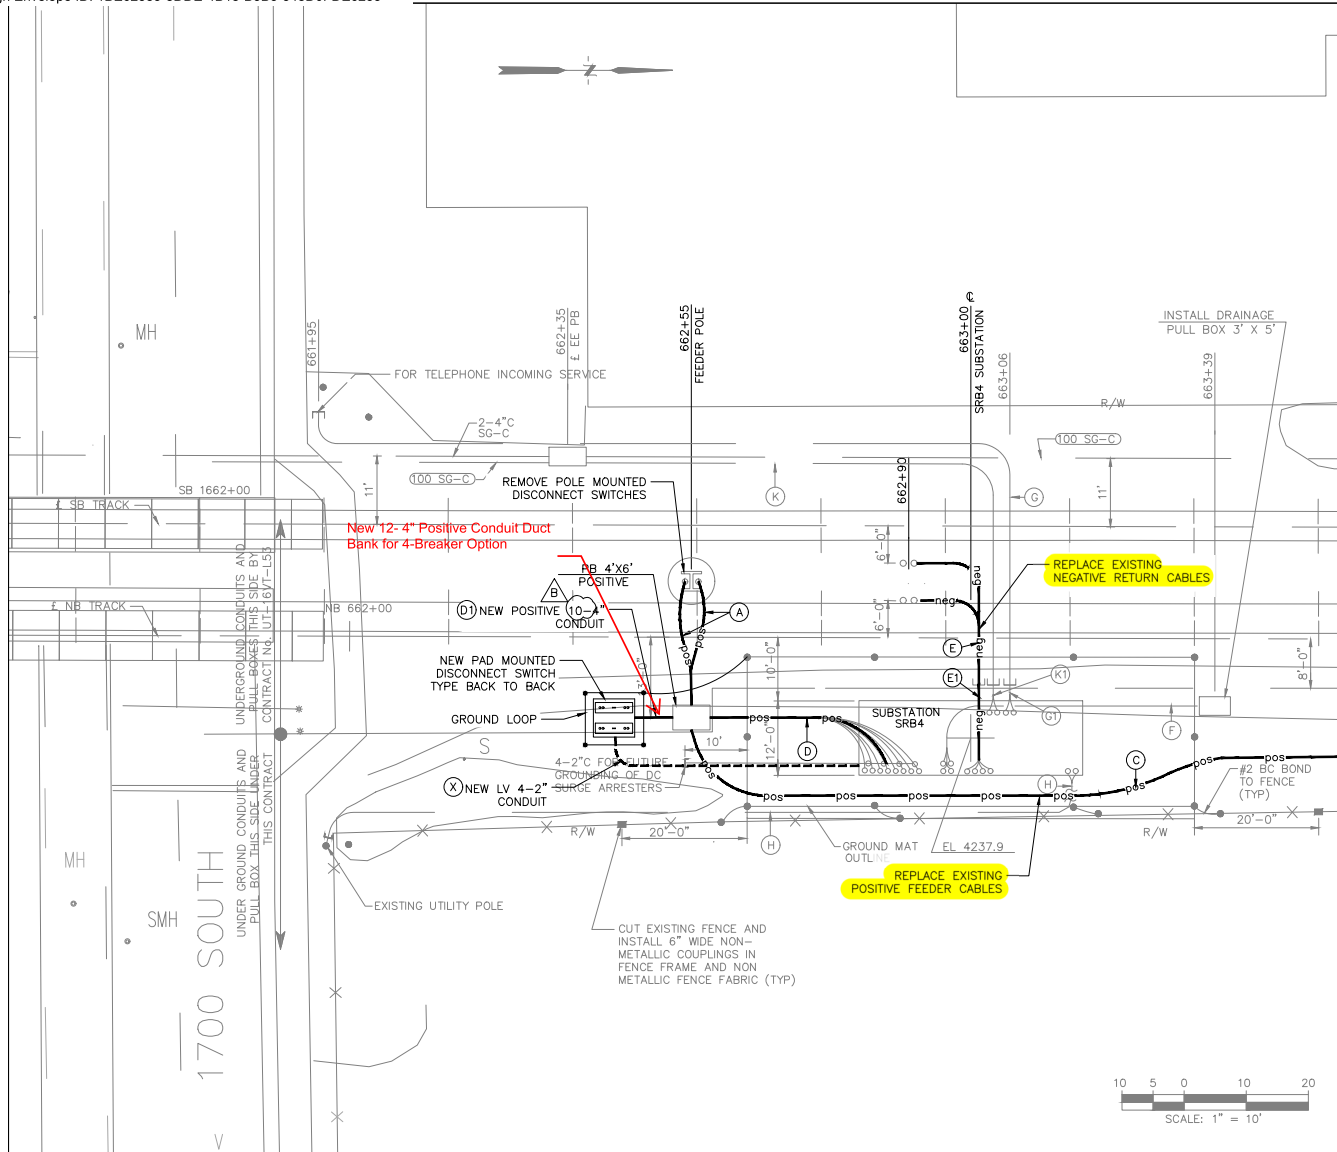 MH
661+95
662+35
£ EE PB
662+55
FEEDER POLE
663+00 ℄
SRB4 SUBSTATION
663+06
663+39
INSTALL DRAINAGE
PULL BOX 3' X 5'
FOR TELEPHONE INCOMING SERVICE
R/W
2-4"C
SG-C
100 SG-C
100 SG-C
REMOVE POLE MOUNTED
DISCONNECT SWITCHES
662+90
K
G
11'
11'
SB 1662+00
£ SB TRACK
New 12- 4" Positive Conduit Duct
Bank for 4-Breaker Option
6'-0"
6'-0"
PB 4'X6'
POSITIVE
B
REPLACE EXISTING
NEGATIVE RETURN CABLES
£ NB TRACK
NB 662+00
D1 NEW POSITIVE 10-4"
CONDUIT
A
neg
neg
neg
neg
E
E1
K1
G1
F
UNDERGROUND CONDUITS AND
PULL BOXES THIS SIDE BY
CONTRACT No. UT-16VT-L53
NEW PAD MOUNTED
DISCONNECT SWITCH
TYPE BACK TO BACK
GROUND LOOP
10'-0"
8'-0"
12'-0"
10'
pos
pos
pos
pos
D
SUBSTATION
SRB4
S
4-2"C FOR FUTURE
GROUNDING OF DC
SURGE ARRESTERS
X NEW LV 4-2"
CONDUIT
pos
pos
pos
pos
pos
pos
pos
pos
pos
C
H
H
#2 BC BOND
TO FENCE
(TYP)
R/W
20'-0"
R/W
20'-0"
GROUND MAT
OUTLINE
EL 4237.9
REPLACE EXISTING
POSITIVE FEEDER CABLES
UNDER GROUND CONDUITS AND
PULL BOX THIS SIDE UNDER
THIS CONTRACT
MH
SMH
1700 SOUTH
V
EXISTING UTILITY POLE
CUT EXISTING FENCE AND
INSTALL 6" WIDE NON-
METALLIC COUPLINGS IN
FENCE FRAME AND NON
METALLIC FENCE FABRIC (TYP)
10 5 0 10 20
SCALE: 1" = 10'